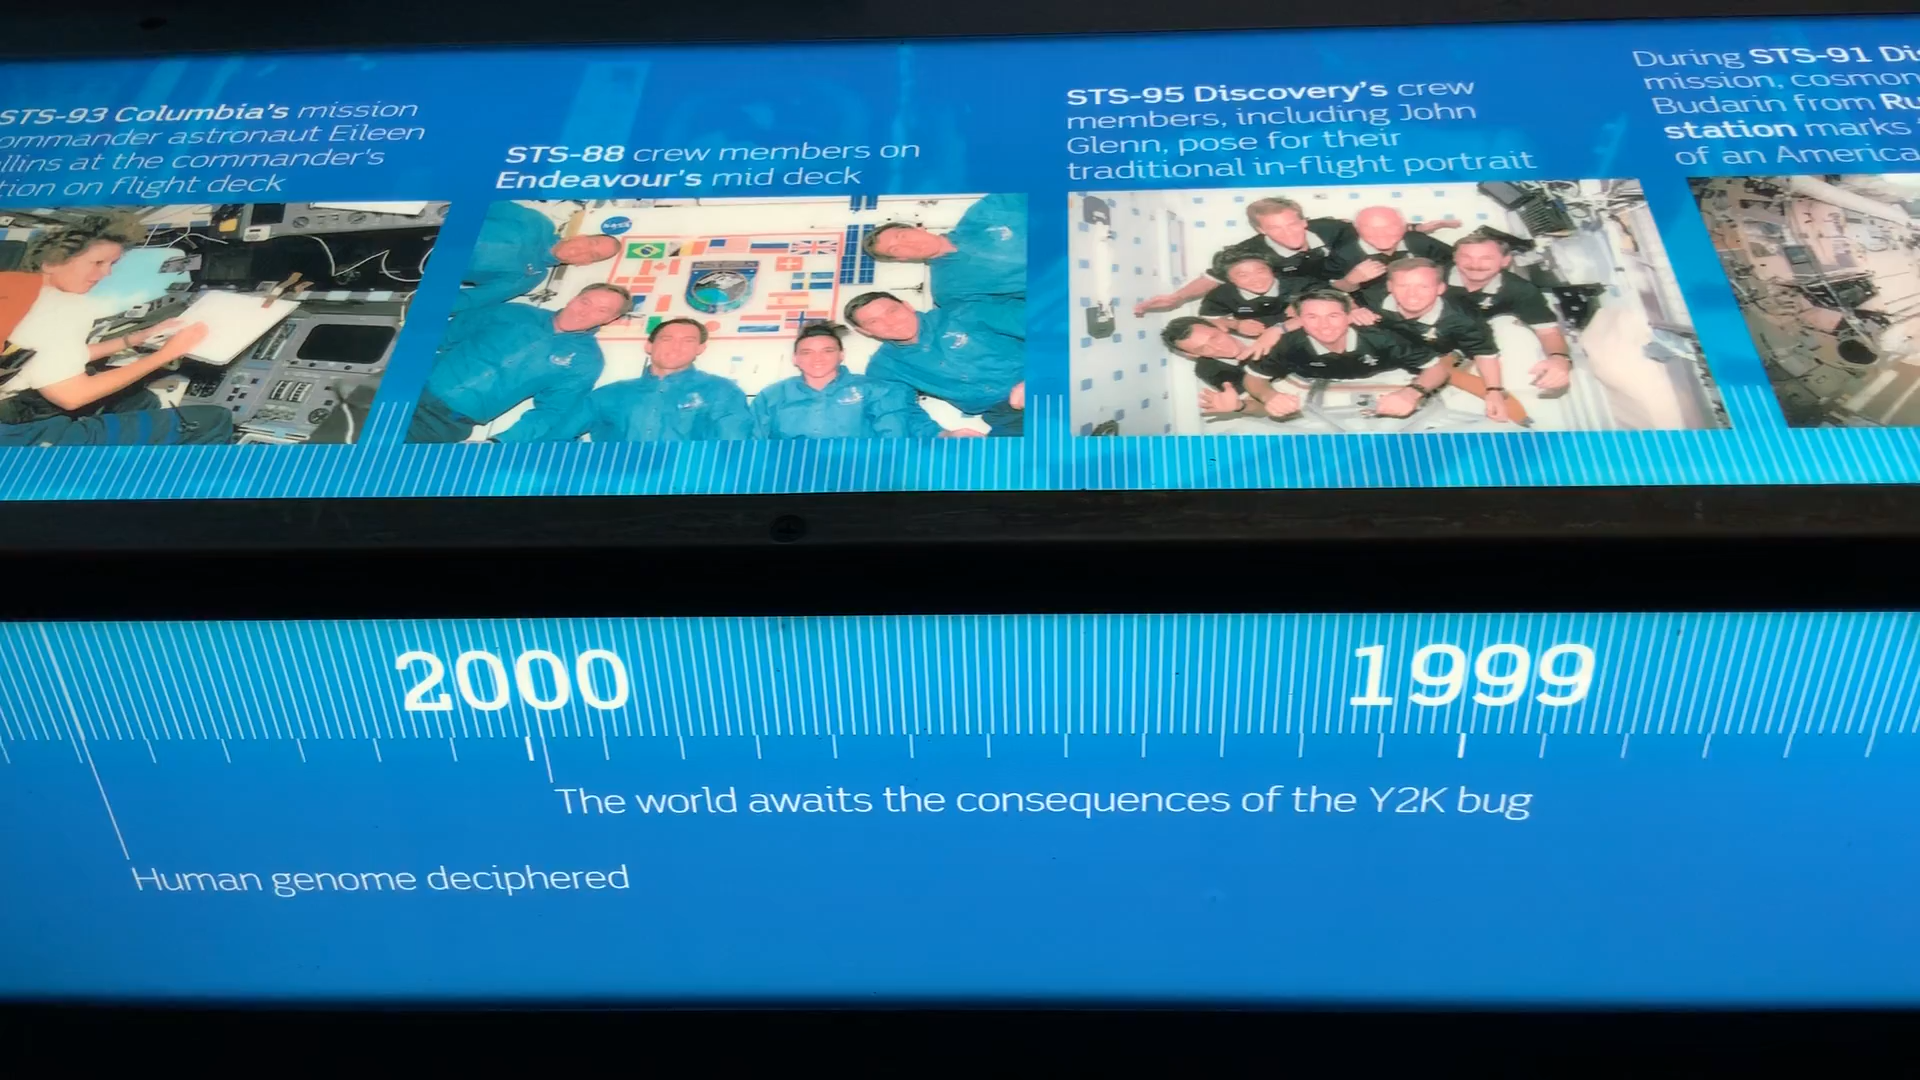 STS-93 Columbia's mission
ommander astronaut Eileen
llins at the commander's
tion on flight deck
STS-88 crew members on
Endeavour's mid deck
STS-95 Discovery's crew
members, including John
Glenn, pose for their
traditional in-flight portrait
During STS-91 Dis
mission, cosmon
Budarin from Ru
station marks
of an America
NASA
2000
1999
The world awaits the consequences of the Y2K bug
Human genome deciphered